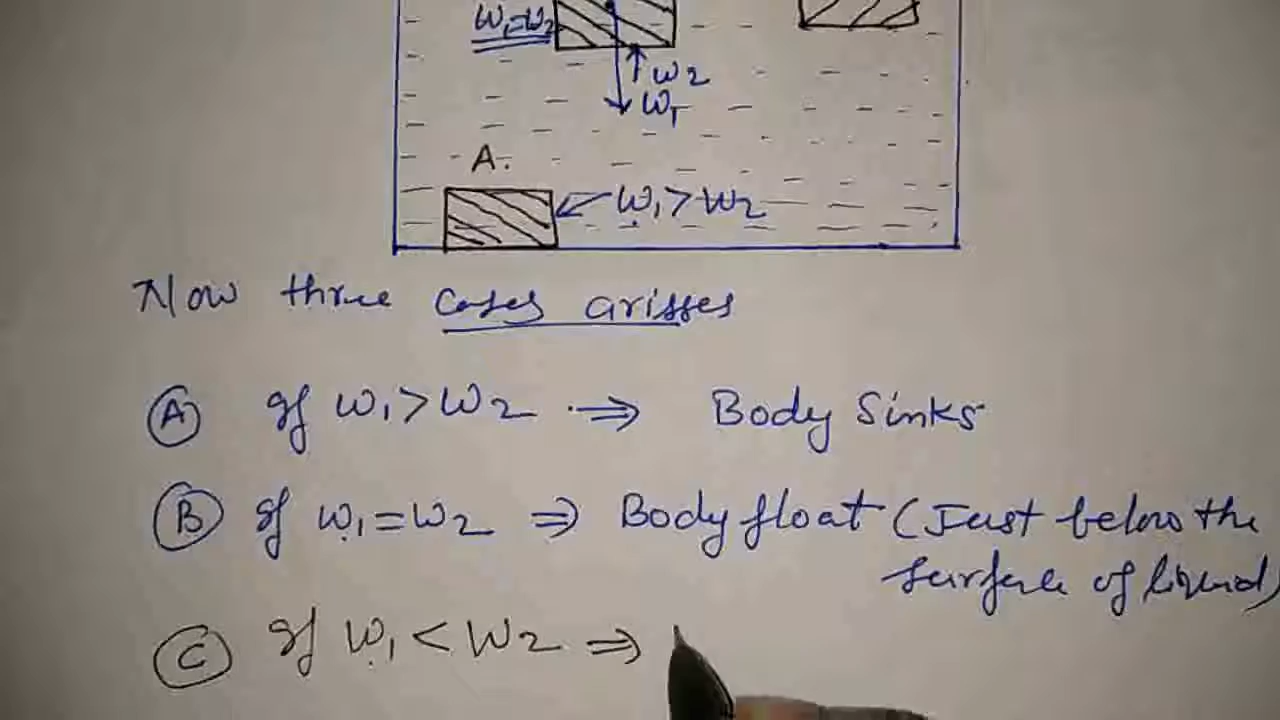 W1=W2
W2
W1
A.
W1 > W2
Now three Cases arisses
A If W1 > W2 ⇒ Body Sinks
B If W1 = W2 ⇒ Body float (Just below the
surface of liquid)
C If W1 < W2 ⇒